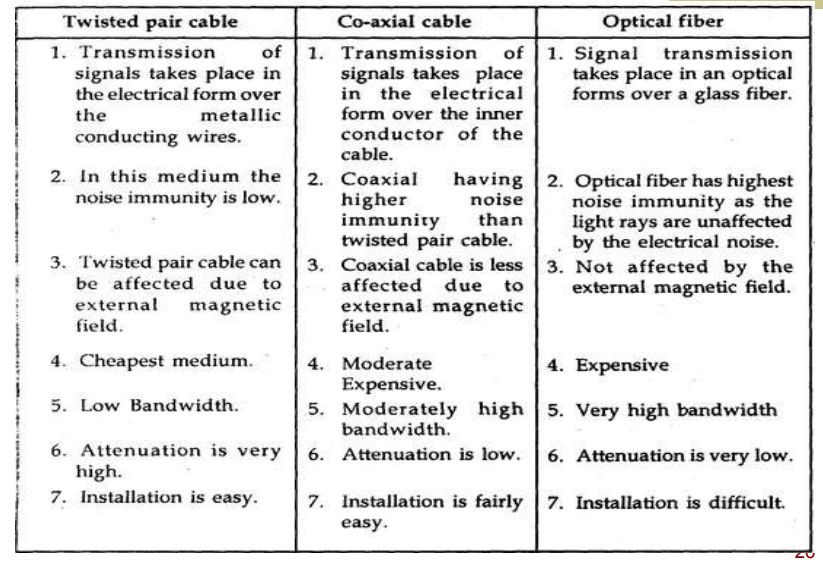 Twisted pair cable
1. Transmission of
signals takes place in
the electrical form over
the metallic
conducting wires.
2. In this medium the
noise immunity is low.
3. Twisted pair cable can
be affected due to
external magnetic
field.
4. Cheapest medium.
5. Low Bandwidth.
6. Attenuation is very
high.
7. Installation is easy.
Co-axial cable
1. Transmission of
signals takes place
in the electrical
form over the inner
conductor of the
cable.
2. Coaxial having
higher noise
immunity than
twisted pair cable.
3. Coaxial cable is less
affected due to
external magnetic
field.
4. Moderate
Expensive.
5. Moderately high
bandwidth.
6. Attenuation is low.
7. Installation is fairly
easy.
Optical fiber
1. Signal transmission
takes place in an optical
forms over a glass fiber.
2. Optical fiber has highest
noise immunity as the
light rays are unaffected
by the electrical noise.
3. Not affected by the
external magnetic field.
4. Expensive
5. Very high bandwidth
6. Attenuation is very low.
7. Installation is difficult.